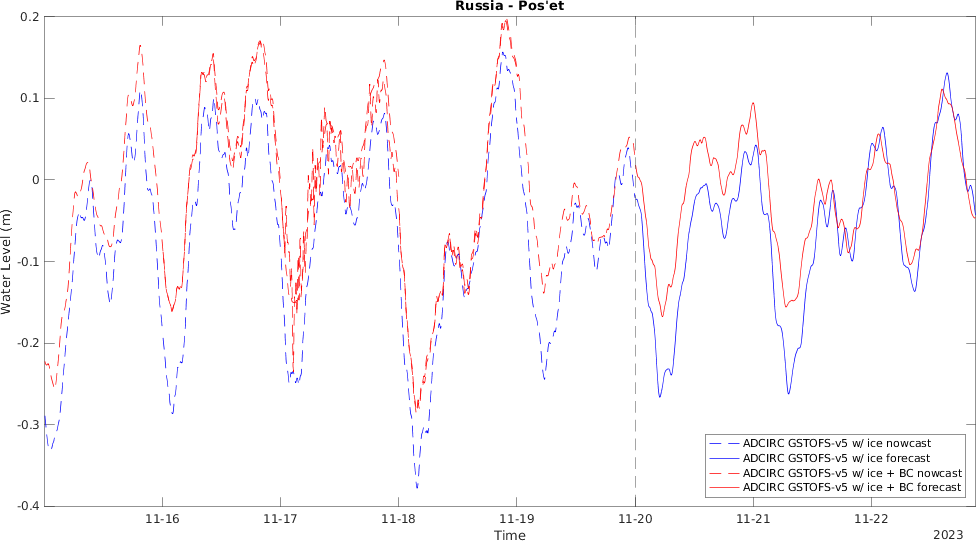 Russia - Pos'et
0.2
0.1
0
-0.1
-0.2
-0.3
-0.4
Water Level (m)
11-16
11-17
11-18
11-19
11-20
11-21
11-22
Time
2023
ADCIRC GSTOFS-v5 w/ ice nowcast
ADCIRC GSTOFS-v5 w/ ice forecast
ADCIRC GSTOFS-v5 w/ ice + BC nowcast
ADCIRC GSTOFS-v5 w/ ice + BC forecast